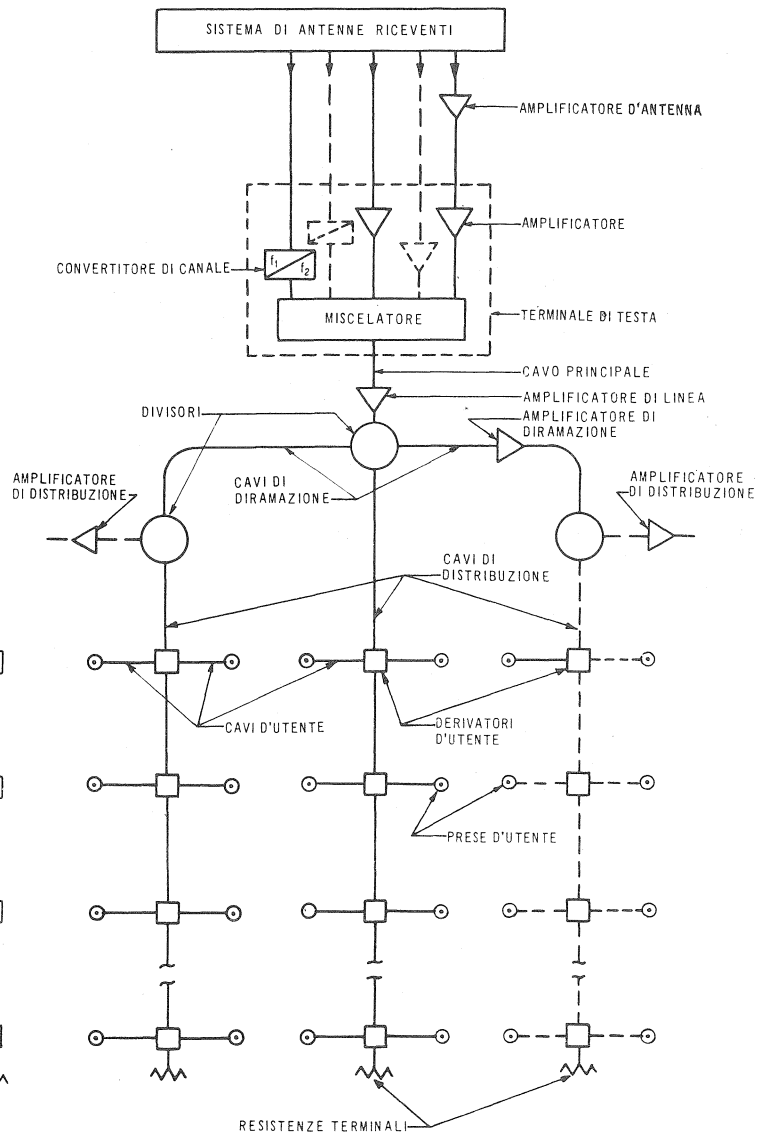 SISTEMA DI ANTENNE RICEVENTI
AMPLIFICATORE D'ANTENNA
AMPLIFICATORE
CONVERTITORE DI CANALE
f1
f2
MISCELATORE
TERMINALE DI TESTA
CAVO PRINCIPALE
AMPLIFICATORE DI LINEA
DIVISORI
AMPLIFICATORE DI
DIRAMAZIONE
AMPLIFICATORE
DI DISTRIBUZIONE
CAVI DI
DIRAMAZIONE
AMPLIFICATORE
DI DISTRIBUZIONE
CAVI DI
DISTRIBUZIONE
CAVI D'UTENTE
DERIVATORI
D'UTENTE
PRESE D'UTENTE
RESISTENZE TERMINALI